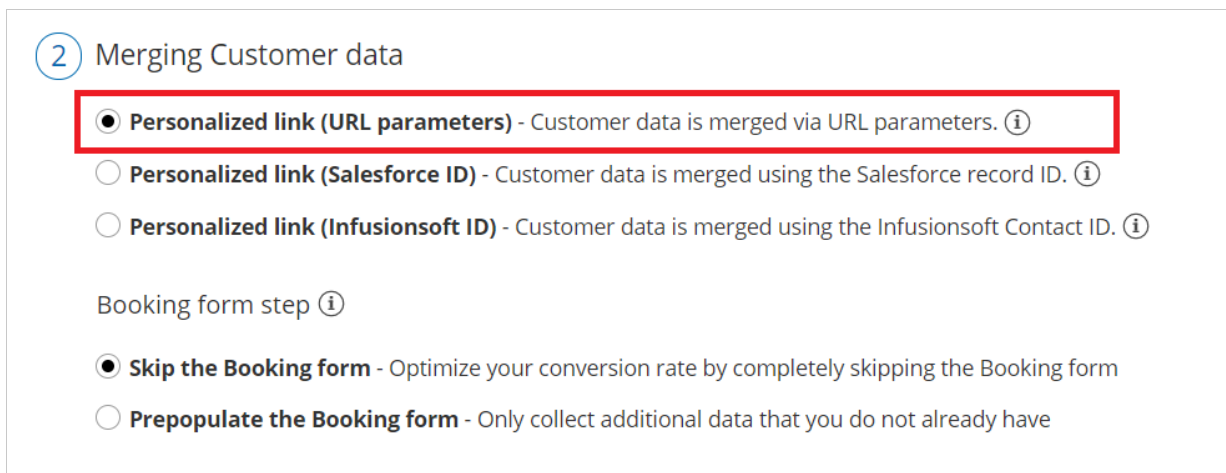 2 Merging Customer data
Personalized link (URL parameters) - Customer data is merged via URL parameters. i
Personalized link (Salesforce ID) - Customer data is merged using the Salesforce record ID. i
Personalized link (Infusionsoft ID) - Customer data is merged using the Infusionsoft Contact ID. i
Booking form step i
Skip the Booking form - Optimize your conversion rate by completely skipping the Booking form
Prepopulate the Booking form - Only collect additional data that you do not already have